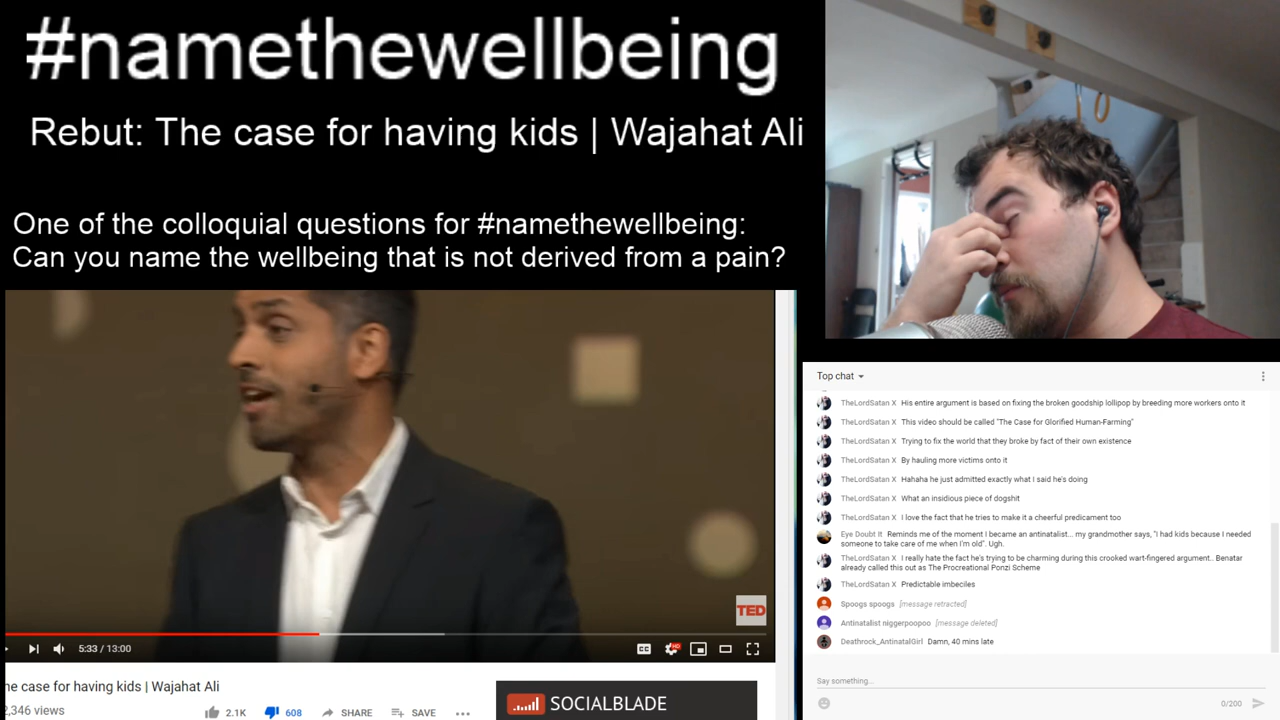 #namethewellbeing
Rebut: The case for having kids | Wajahat Ali
One of the colloquial questions for #namethewellbeing:
Can you name the wellbeing that is not derived from a pain?
TED
5:33 / 13:00
CC
HD
he case for having kids | Wajahat Ali
2,346 views
2.1K
608
SHARE
SAVE
SOCIALBLADE
Top chat
TheLordSatan X His entire argument is based on fixing the broken goodship lollipop by breeding more workers onto it
TheLordSatan X This video should be called "The Case for Glorified Human-Farming"
TheLordSatan X Trying to fix the world that they broke by fact of their own existence
TheLordSatan X By hauling more victims onto it
TheLordSatan X Hahaha he just admitted exactly what I said he's doing
TheLordSatan X What an insidious piece of dogshit
TheLordSatan X I love the fact that he tries to make it a cheerful predicament too
Eye Doubt It Reminds me of the moment I became an antinatalist... my grandmother says, "I had kids because I needed
someone to take care of me when I'm old". Ugh.
TheLordSatan X I really hate the fact he's trying to be charming during this crooked wart-fingered argument.. Benatar
already called this out as The Procreational Ponzi Scheme
TheLordSatan X Predictable imbeciles
Spoogs spoogs [message retracted]
Antinatalist niggerpoopoo [message deleted]
Deathrock_AntinatalGirl Damn, 40 mins late
Say something...
0/200